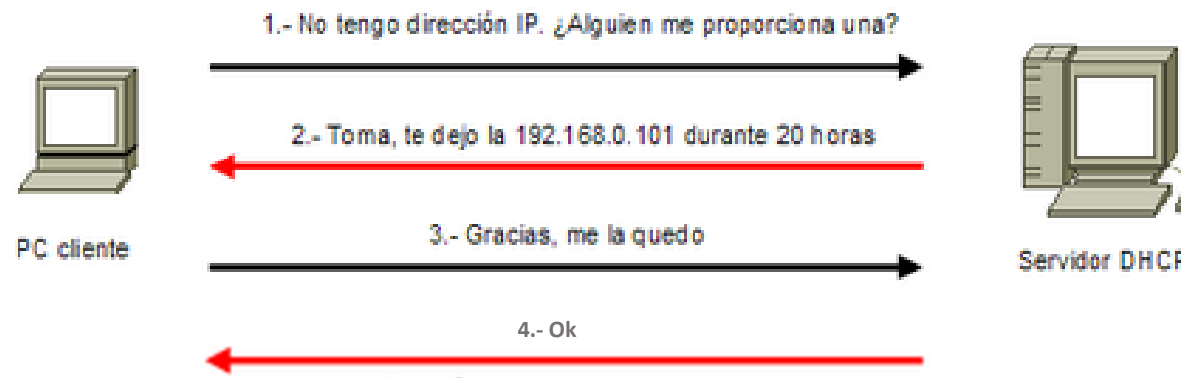 1.- No tengo dirección IP. ¿Alguien me proporciona una?
2.- Toma, te dejo la 192.168.0.101 durante 20 horas
3.- Gracias, me la quedo
PC cliente
Servidor DHCP
4.- Ok